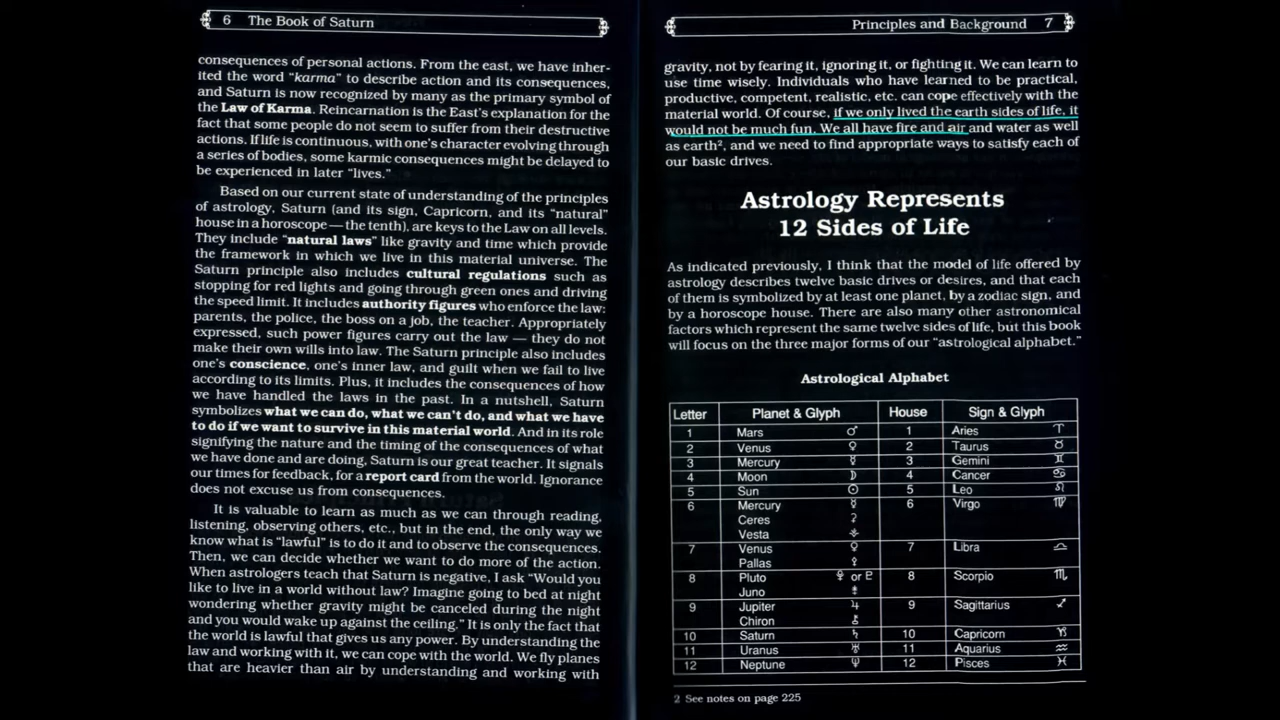 6 The Book of Saturn
consequences of personal actions. From the east, we have inher-
ited the word "karma" to describe action and its consequences,
and Saturn is now recognized by many as the primary symbol of
the Law of Karma. Reincarnation is the East's explanation for the
fact that some people do not seem to suffer from their destructive
actions. If life is continuous, with one's character evolving through
a series of bodies, some karmic consequences might be delayed to
be experienced in later "lives."
Based on our current state of understanding of the principles
of astrology, Saturn (and its sign, Capricorn, and its "natural"
house in a horoscope — the tenth), are keys to the Law on all levels.
They include "natural laws" like gravity and time which provide
the framework in which we live in this material universe. The
Saturn principle also includes cultural regulations such as
stopping for red lights and going through green ones and driving
the speed limit. It includes authority figures who enforce the law:
parents, the police, the boss on a job, the teacher. Appropriately
expressed, such power figures carry out the law — they do not
make their own wills into law. The Saturn principle also includes
one's conscience, one's inner law, and guilt when we fail to live
according to its limits. Plus, it includes the consequences of how
we have handled the laws in the past. In a nutshell, Saturn
symbolizes what we can do, what we can't do, and what we have
to do if we want to survive in this material world. And in its role
signifying the nature and the timing of the consequences of what
we have done and are doing, Saturn is our great teacher. It signals
our times for feedback, for a report card from the world. Ignorance
does not excuse us from consequences.
It is valuable to learn as much as we can through reading,
listening, observing others, etc., but in the end, the only way we
know what is "lawful" is to do it and to observe the consequences.
Then, we can decide whether we want to do more of the action.
When astrologers teach that Saturn is negative, I ask "Would you
like to live in a world without law? Imagine going to bed at night
wondering whether gravity might be canceled during the night
and you would wake up against the ceiling." It is only the fact that
the world is lawful that gives us any power. By understanding the
law and working with it, we can cope with the world. We fly planes
that are heavier than air by understanding and working with
Principles and Background 7
gravity, not by fearing it, ignoring it, or fighting it. We can learn to
use time wisely. Individuals who have learned to be practical,
productive, competent, realistic, etc. can cope effectively with the
material world. Of course, if we only lived the earth sides of life, it
would not be much fun. We all have fire and air and water as well
as earth², and we need to find appropriate ways to satisfy each of
our basic drives.
Astrology Represents
12 Sides of Life
As indicated previously, I think that the model of life offered by
astrology describes twelve basic drives or desires, and that each
of them is symbolized by at least one planet, by a zodiac sign, and
by a horoscope house. There are also many other astronomical
factors which represent the same twelve sides of life, but this book
will focus on the three major forms of our "astrological alphabet."
Astrological Alphabet
Letter Planet & Glyph House Sign & Glyph
1 Mars ♂ 1 Aries ♈
2 Venus ♀ 2 Taurus ♉
3 Mercury ☿ 3 Gemini ♊
4 Moon ☽ 4 Cancer ♋
5 Sun ☉ 5 Leo ♌
6 Mercury ☿ 6 Virgo ♍
Ceres ⚳
Vesta ⚶
7 Venus ♀ 7 Libra ♎
Pallas ⚴
8 Pluto ⯓ or ♇ 8 Scorpio ♏
Juno ⚵
9 Jupiter ♃ 9 Sagittarius ♐
Chiron ⚷
10 Saturn ♄ 10 Capricorn ♑
11 Uranus ♅ 11 Aquarius ♒
12 Neptune ♆ 12 Pisces ♓
2 See notes on page 225